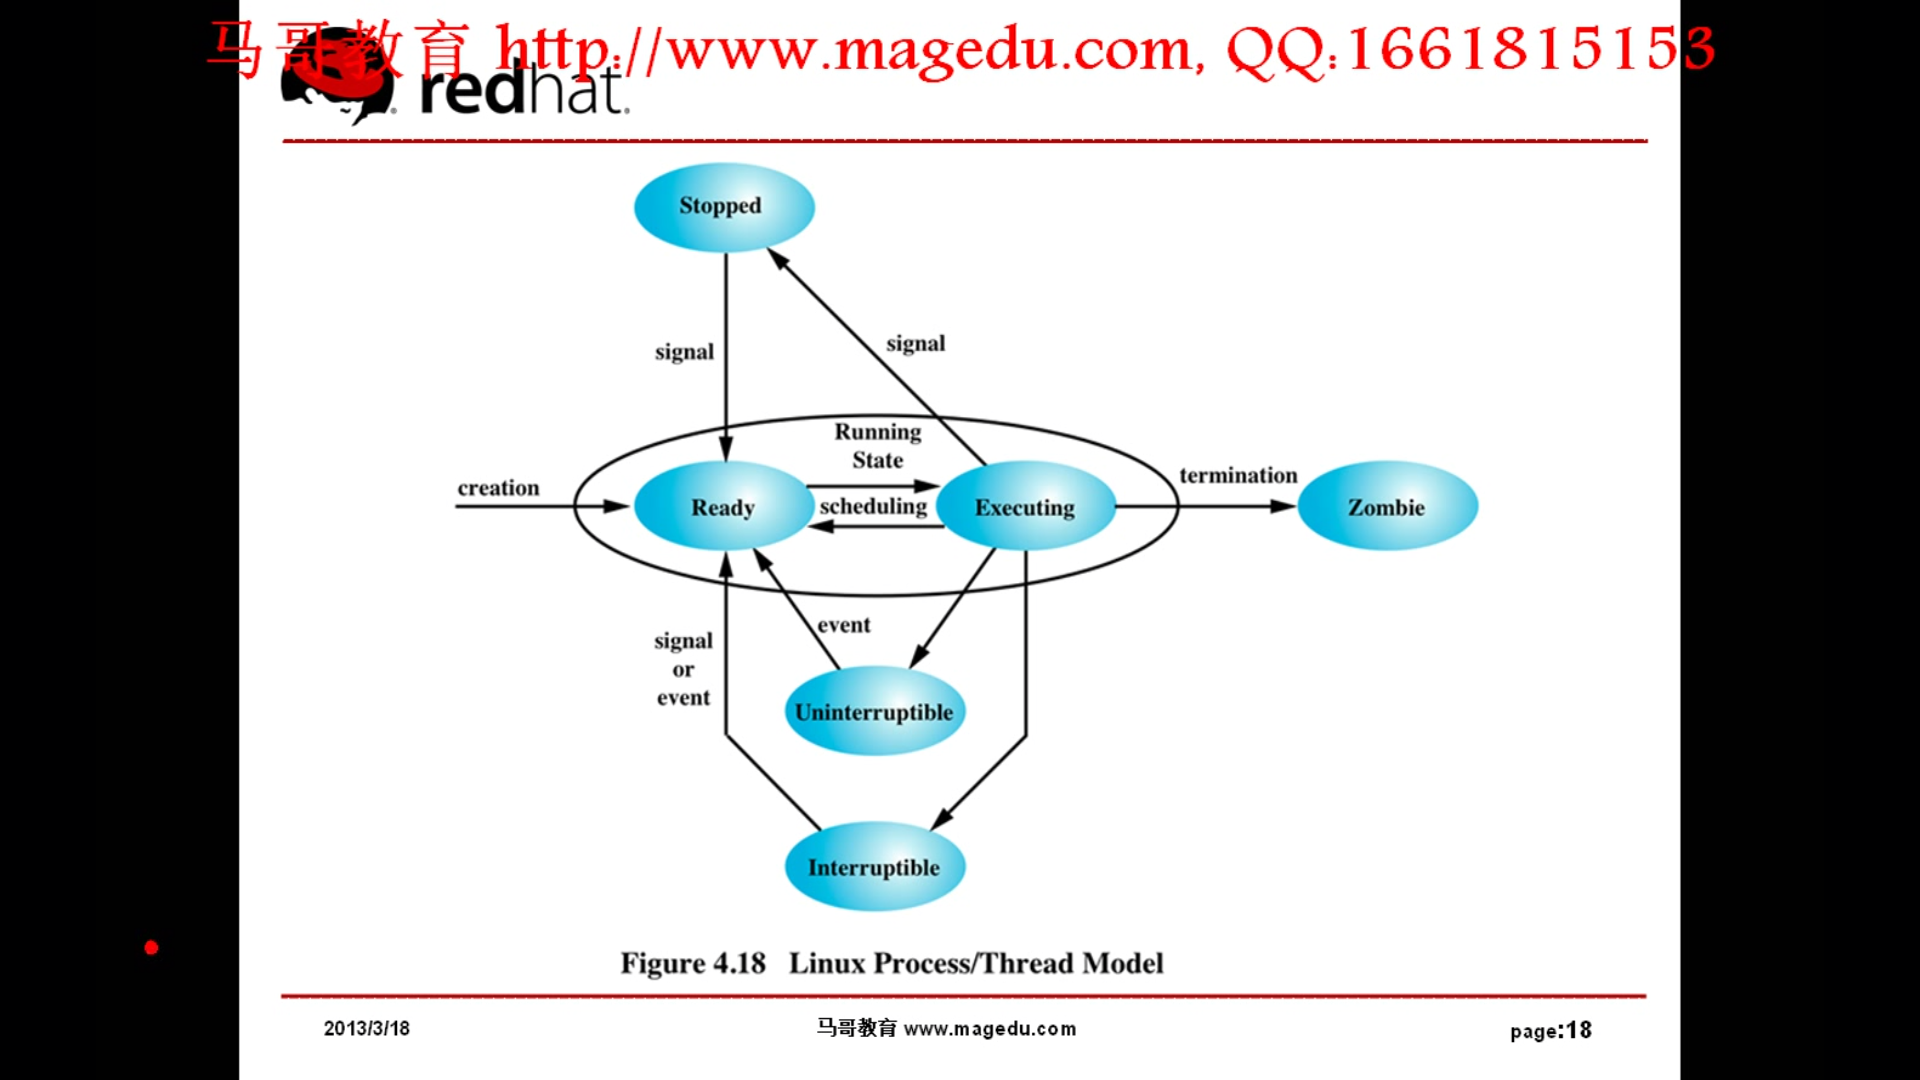 马哥教育 http://www.magedu.com, QQ:1661815153
redhat.
Stopped
signal
signal
Running
State
creation
Ready
scheduling
Executing
termination
Zombie
signal
or
event
event
Uninterruptible
Interruptible
Figure 4.18 Linux Process/Thread Model
2013/3/18
马哥教育 www.magedu.com
page:18